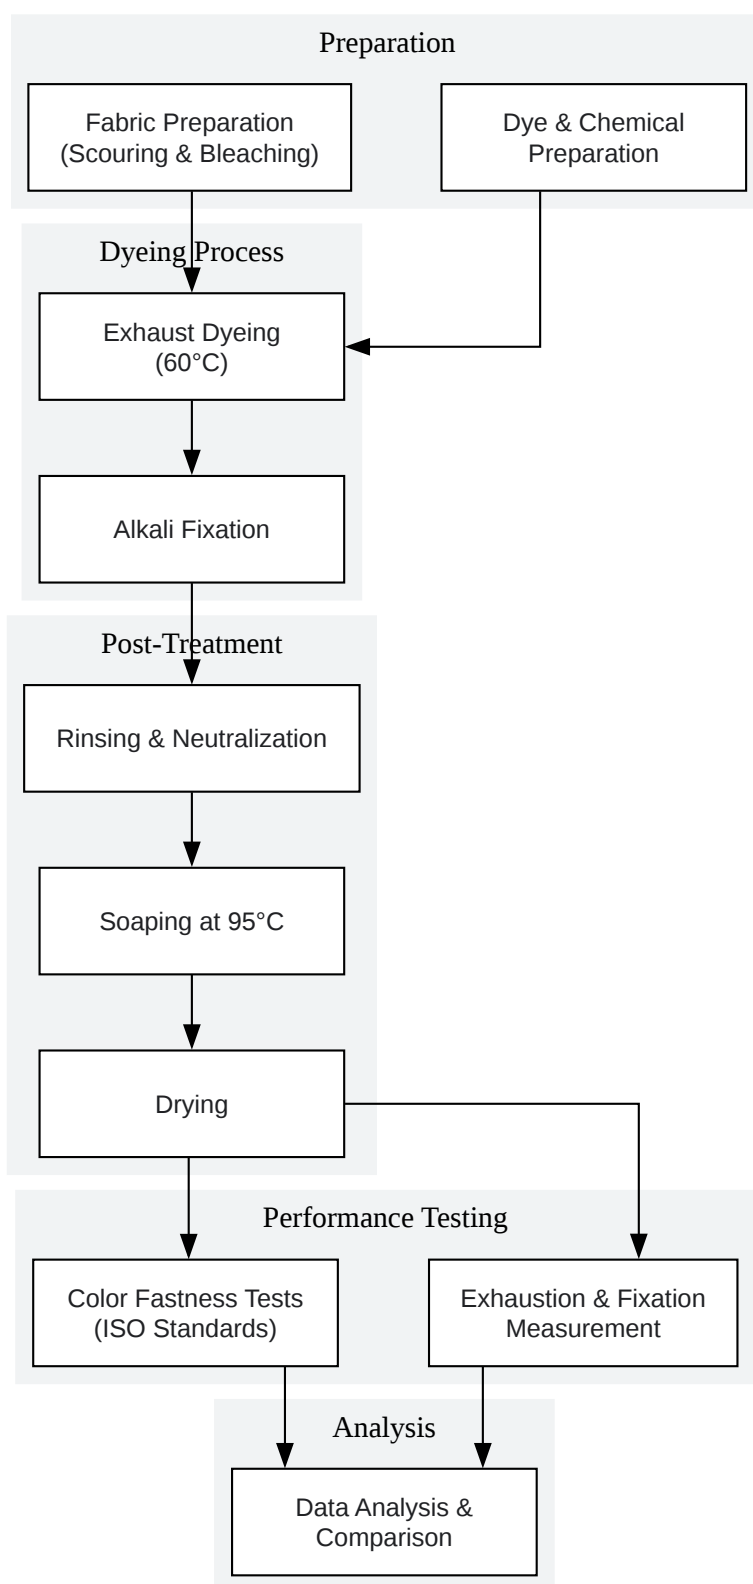 Preparation
Fabric Preparation
(Scouring & Bleaching)
Dye & Chemical
Preparation
Dyeing Process
Exhaust Dyeing
(60°C)
Alkali Fixation
Post-Treatment
Rinsing & Neutralization
Soaping at 95°C
Drying
Performance Testing
Color Fastness Tests
(ISO Standards)
Exhaustion & Fixation
Measurement
Analysis
Data Analysis &
Comparison